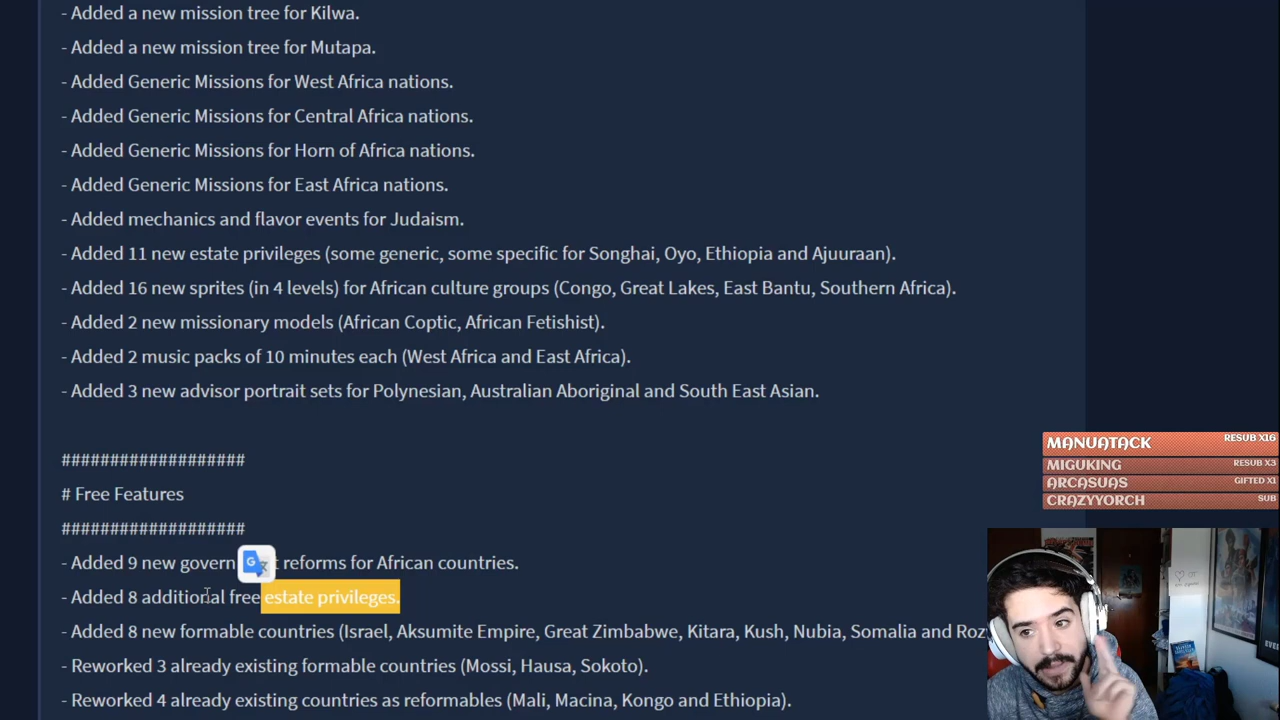 - Added a new mission tree for Kilwa.
- Added a new mission tree for Mutapa.
- Added Generic Missions for West Africa nations.
- Added Generic Missions for Central Africa nations.
- Added Generic Missions for Horn of Africa nations.
- Added Generic Missions for East Africa nations.
- Added mechanics and flavor events for Judaism.
- Added 11 new estate privileges (some generic, some specific for Songhai, Oyo, Ethiopia and Ajuuraan).
- Added 16 new sprites (in 4 levels) for African culture groups (Congo, Great Lakes, East Bantu, Southern Africa).
- Added 2 new missionary models (African Coptic, African Fetishist).
- Added 2 music packs of 10 minutes each (West Africa and East Africa).
- Added 3 new advisor portrait sets for Polynesian, Australian Aboriginal and South East Asian.
###################
# Free Features
###################
- Added 9 new govern t reforms for African countries.
- Added 8 additional free estate privileges.
- Added 8 new formable countries (Israel, Aksumite Empire, Great Zimbabwe, Kitara, Kush, Nubia, Somalia and Roz
- Reworked 3 already existing formable countries (Mossi, Hausa, Sokoto).
- Reworked 4 already existing countries as reformables (Mali, Macina, Kongo and Ethiopia).
MANUATACK RESUB X16
MIGUKING RESUB X3
ARCASUAS GIFTED X1
CRAZYYORCH SUB